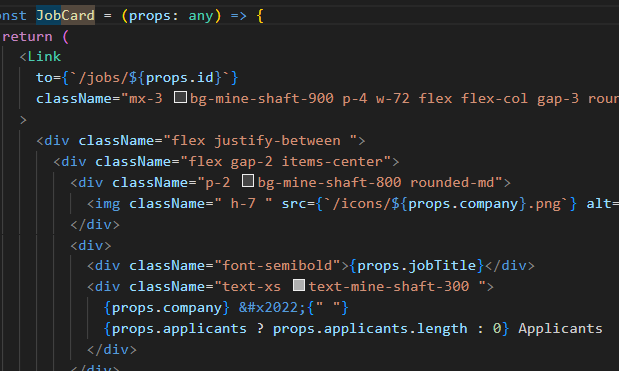 onst JobCard = (props: any) => {
return (
<Link
to={`/jobs/${props.id}`}
className="mx-3 bg-mine-shaft-900 p-4 w-72 flex flex-col gap-3 roun
>
<div className="flex justify-between ">
<div className="flex gap-2 items-center">
<div className="p-2 bg-mine-shaft-800 rounded-md">
<img className=" h-7 " src={`/icons/${props.company}.png`} alt=
</div>
<div>
<div className="font-semibold">{props.jobTitle}</div>
<div className="text-xs text-mine-shaft-300 ">
{props.company} &#x2022;{" "}
{props.applicants ? props.applicants.length : 0} Applicants
</div>
</div>